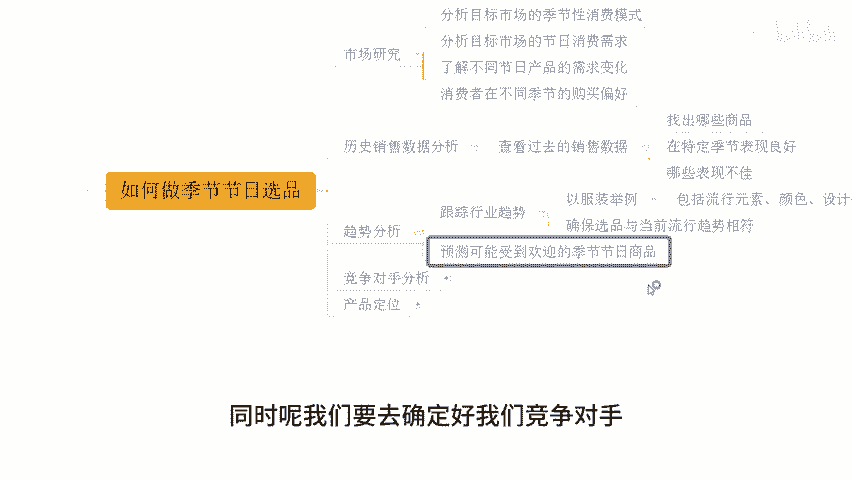 分析目标市场的季节性消费模式
市场研究
分析目标市场的节日消费需求
了解不同节日产品的需求变化
消费者在不同季节的购买偏好
找出哪些商品
历史销售数据分析
查看过去的销售数据
在特定季节表现良好
哪些表现不佳
如何做季节节日选品
跟踪行业趋势
以服装举例
包括流行元素、颜色、设计
确保选品与当前流行趋势相符
趋势分析
预测可能受到欢迎的季节节日商品
竞争对手分析
产品定位
同时呢我们要去确定好我们竞争对手